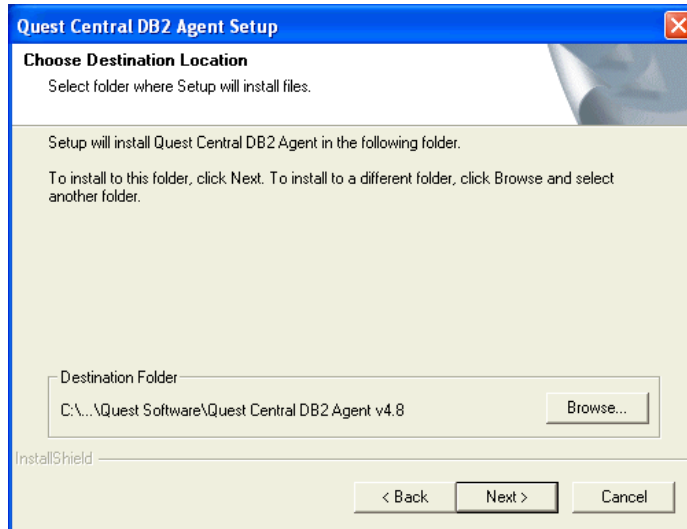 Quest Central DB2 Agent Setup
Choose Destination Location
Select folder where Setup will install files.
Setup will install Quest Central DB2 Agent in the following folder.
To install to this folder, click Next. To install to a different folder, click Browse and select
another folder.
Destination Folder
C:\...\Quest Software\Quest Central DB2 Agent v4.8
Browse...
InstallShield
< Back
Next >
Cancel